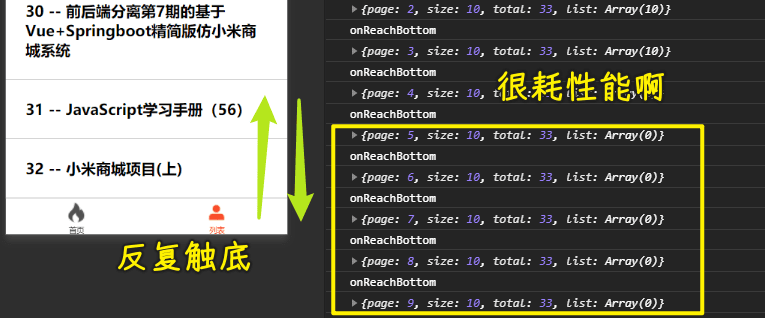 30 -- 前后端分离第7期的基于
Vue+Springboot精简版仿小米商
城系统
31 -- JavaScript学习手册（56）
32 -- 小米商城项目(上)
首页
列表
反复触底
{page: 2, size: 10, total: 33, list: Array(10)}
onReachBottom
{page: 3, size: 10, total: 33, list: Array(10)}
onReachBottom
{page: 4, size: 10, total: 33, list: Array(
很耗性能啊
onReachBottom
{page: 5, size: 10, total: 33, list: Array(0)}
onReachBottom
{page: 6, size: 10, total: 33, list: Array(0)}
onReachBottom
{page: 7, size: 10, total: 33, list: Array(0)}
onReachBottom
{page: 8, size: 10, total: 33, list: Array(0)}
onReachBottom
{page: 9, size: 10, total: 33, list: Array(0)}